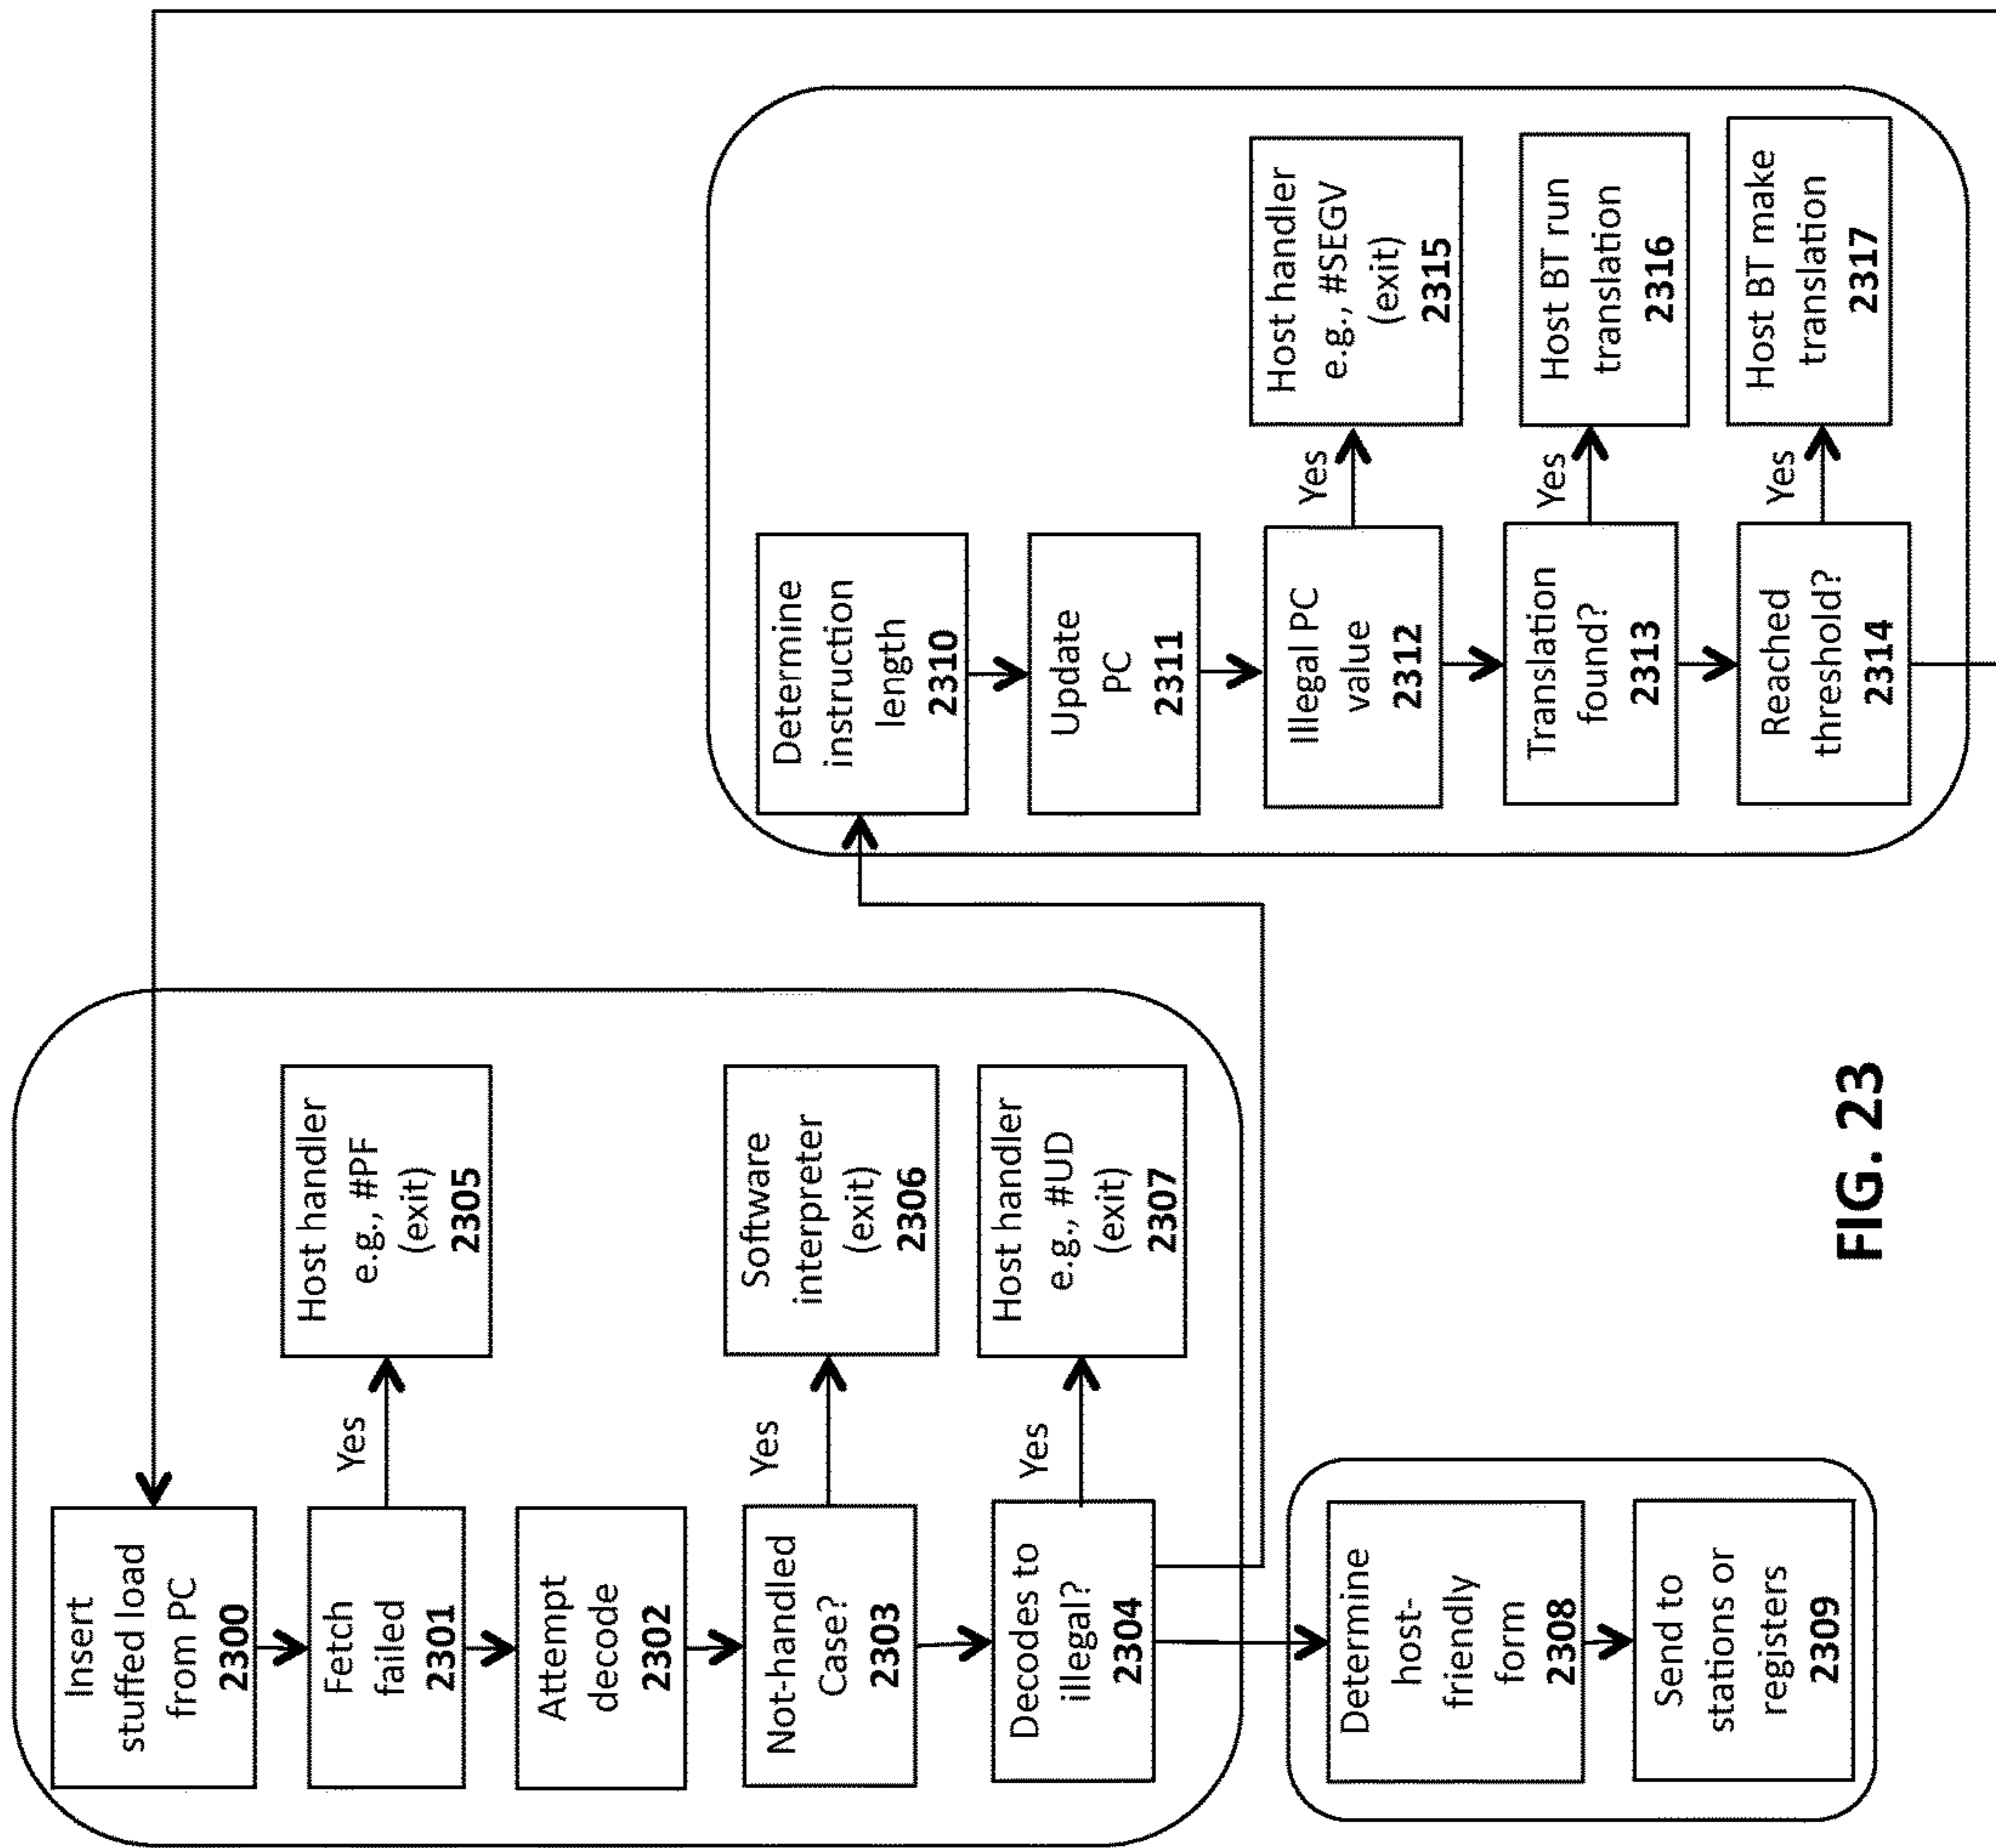 Insert
stuffed load
from PC
2300
Fetch
failed
2301
Yes
Host handler
e.g, #PF
(exit)
2305
Attempt
decode
2302
Not-handled
Case?
2303
Yes
Software
interpreter
(exit)
2306
Decodes to
illegal?
2304
Yes
Host handler
e.g., #UD
(exit)
2307
Determine
host-
friendly
form
2308
Send to
stations or
registers
2309
Determine
instruction
length
2310
Update
PC
2311
Illegal PC
value
2312
Yes
Host handler
e.g., #SEGV
(exit)
2315
Translation
found?
2313
Yes
Host BT run
translation
2316
Reached
threshold?
2314
Yes
Host BT make
translation
2317
FIG. 23